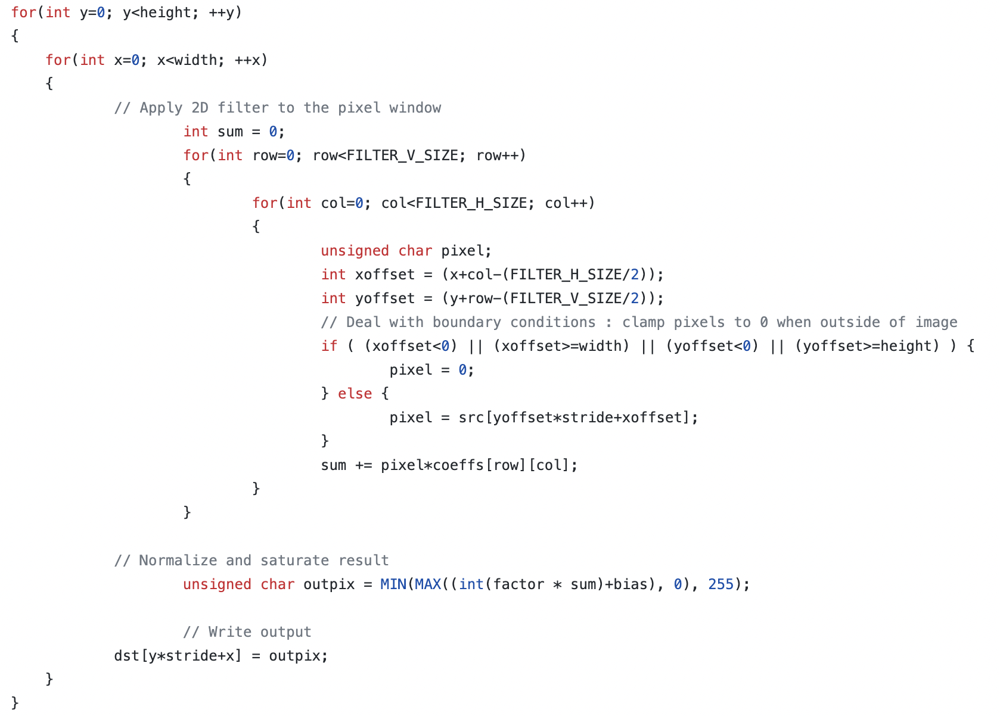 for(int y=0; y<height; ++y)
{
    for(int x=0; x<width; ++x)
    {
            // Apply 2D filter to the pixel window
                    int sum = 0;
                    for(int row=0; row<FILTER_V_SIZE; row++)
                    {
                            for(int col=0; col<FILTER_H_SIZE; col++)
                            {
                                    unsigned char pixel;
                                    int xoffset = (x+col-(FILTER_H_SIZE/2));
                                    int yoffset = (y+row-(FILTER_V_SIZE/2));
                                    // Deal with boundary conditions : clamp pixels to 0 when outside of image
                                    if ( (xoffset<0) || (xoffset>=width) || (yoffset<0) || (yoffset>=height) ) {
                                            pixel = 0;
                                    } else {
                                            pixel = src[yoffset*stride+xoffset];
                                    }
                                    sum += pixel*coeffs[row][col];
                            }
                    }

            // Normalize and saturate result
                    unsigned char outpix = MIN(MAX((int(factor * sum)+bias), 0), 255);

                    // Write output
            dst[y*stride+x] = outpix;
    }
}